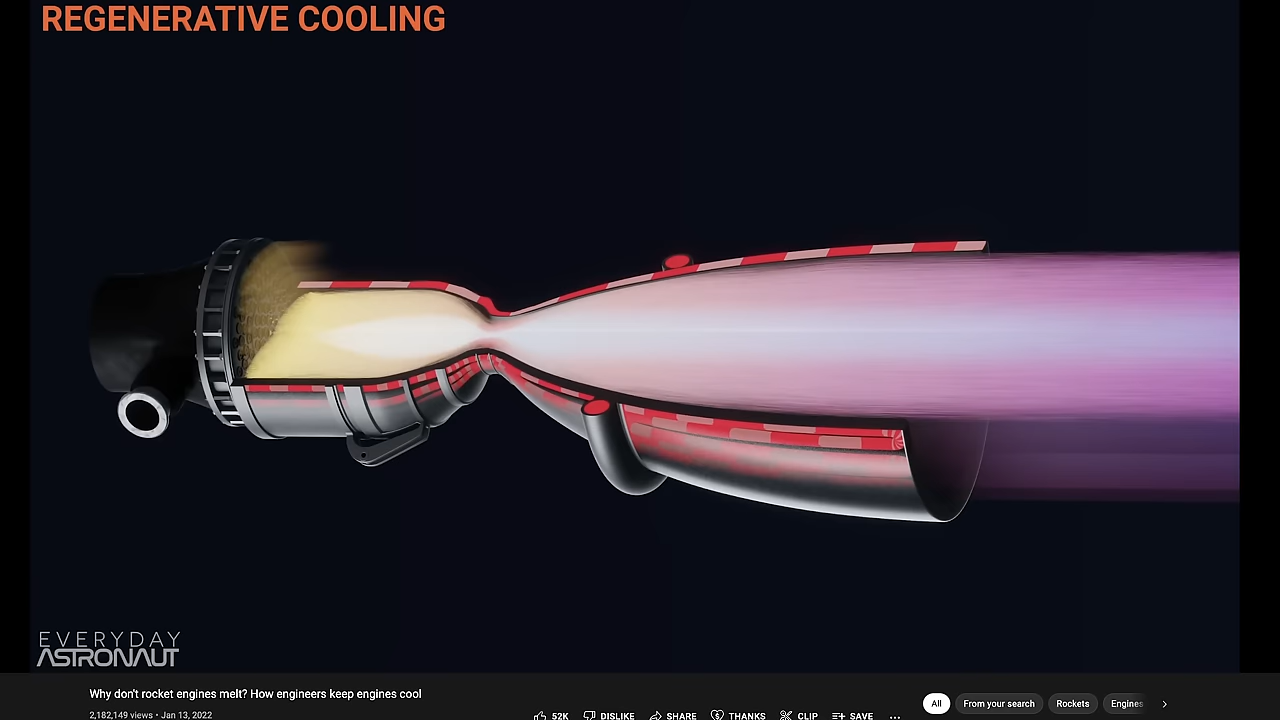 REGENERATIVE COOLING
EVERYDAY
ASTRONAUT
Why don't rocket engines melt? How engineers keep engines cool
2,182,149 views • Jan 13, 2022
52K DISLIKE SHARE THANKS CLIP SAVE ...
All From your search Rockets Engines